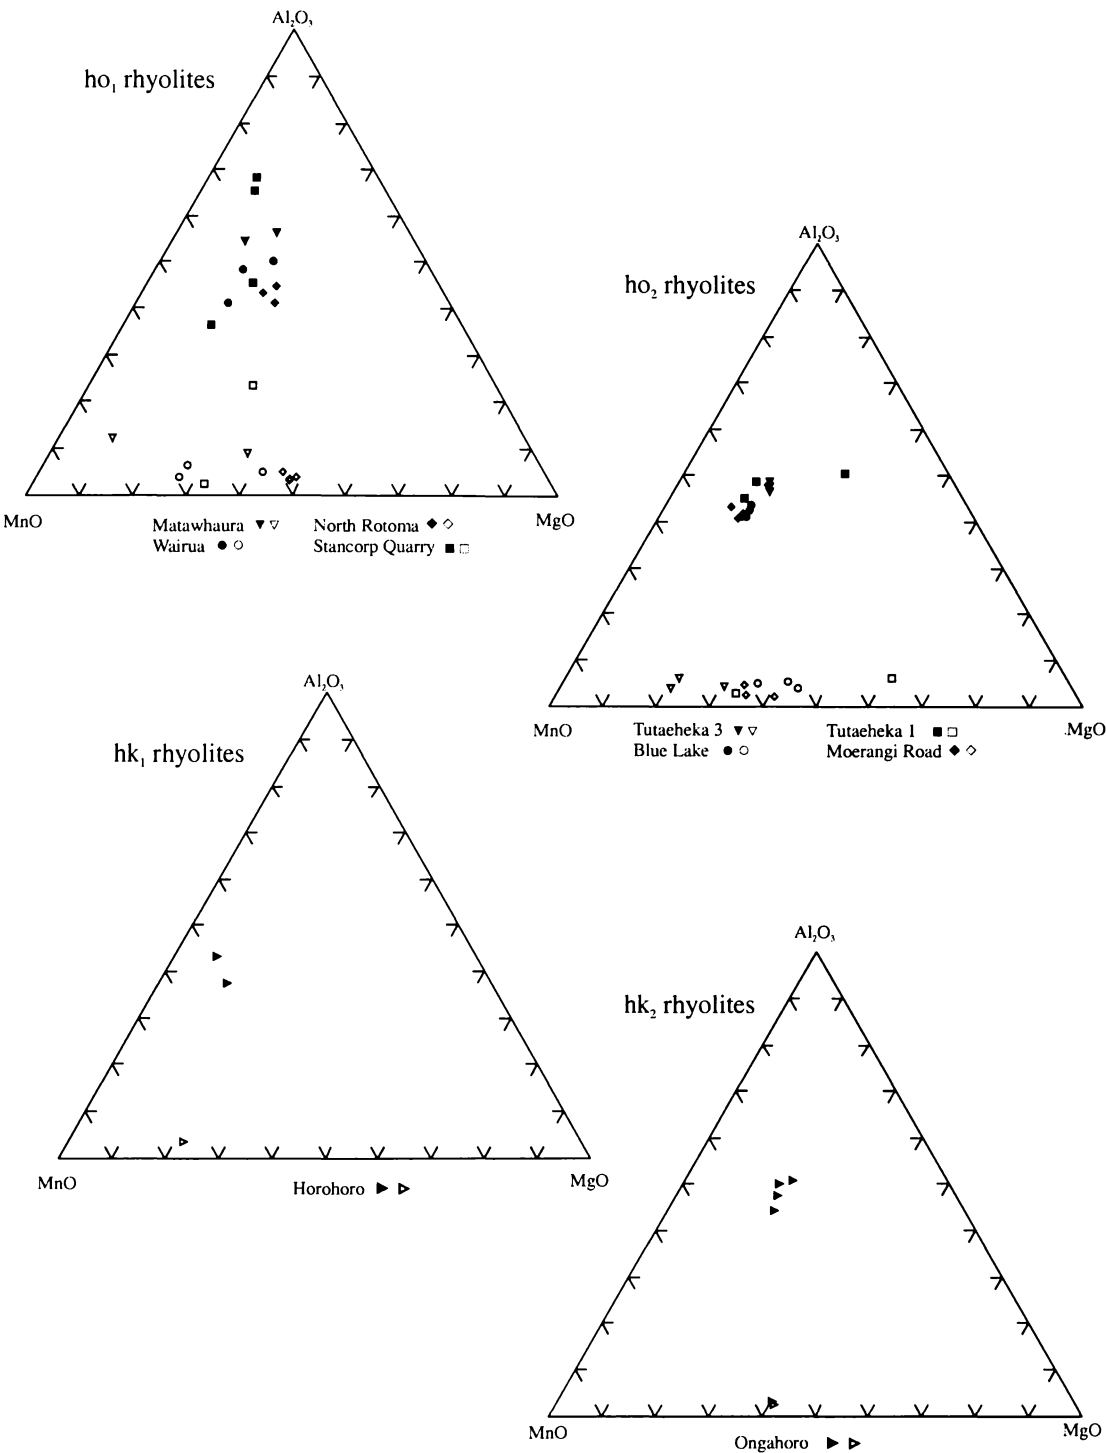 Al₂O₃
ho₁ rhyolites
MnO
MgO
Matawhaura
North Rotoma
Wairua
Stancorp Quarry
Al₂O₃
ho₂ rhyolites
MnO
.MgO
Tutaeheka 3
Tutaeheka 1
Blue Lake
Moerangi Road
Al₂O₃
hk₁ rhyolites
MnO
MgO
Horohoro
Al₂O₃
hk₂ rhyolites
MnO
MgO
Ongahoro